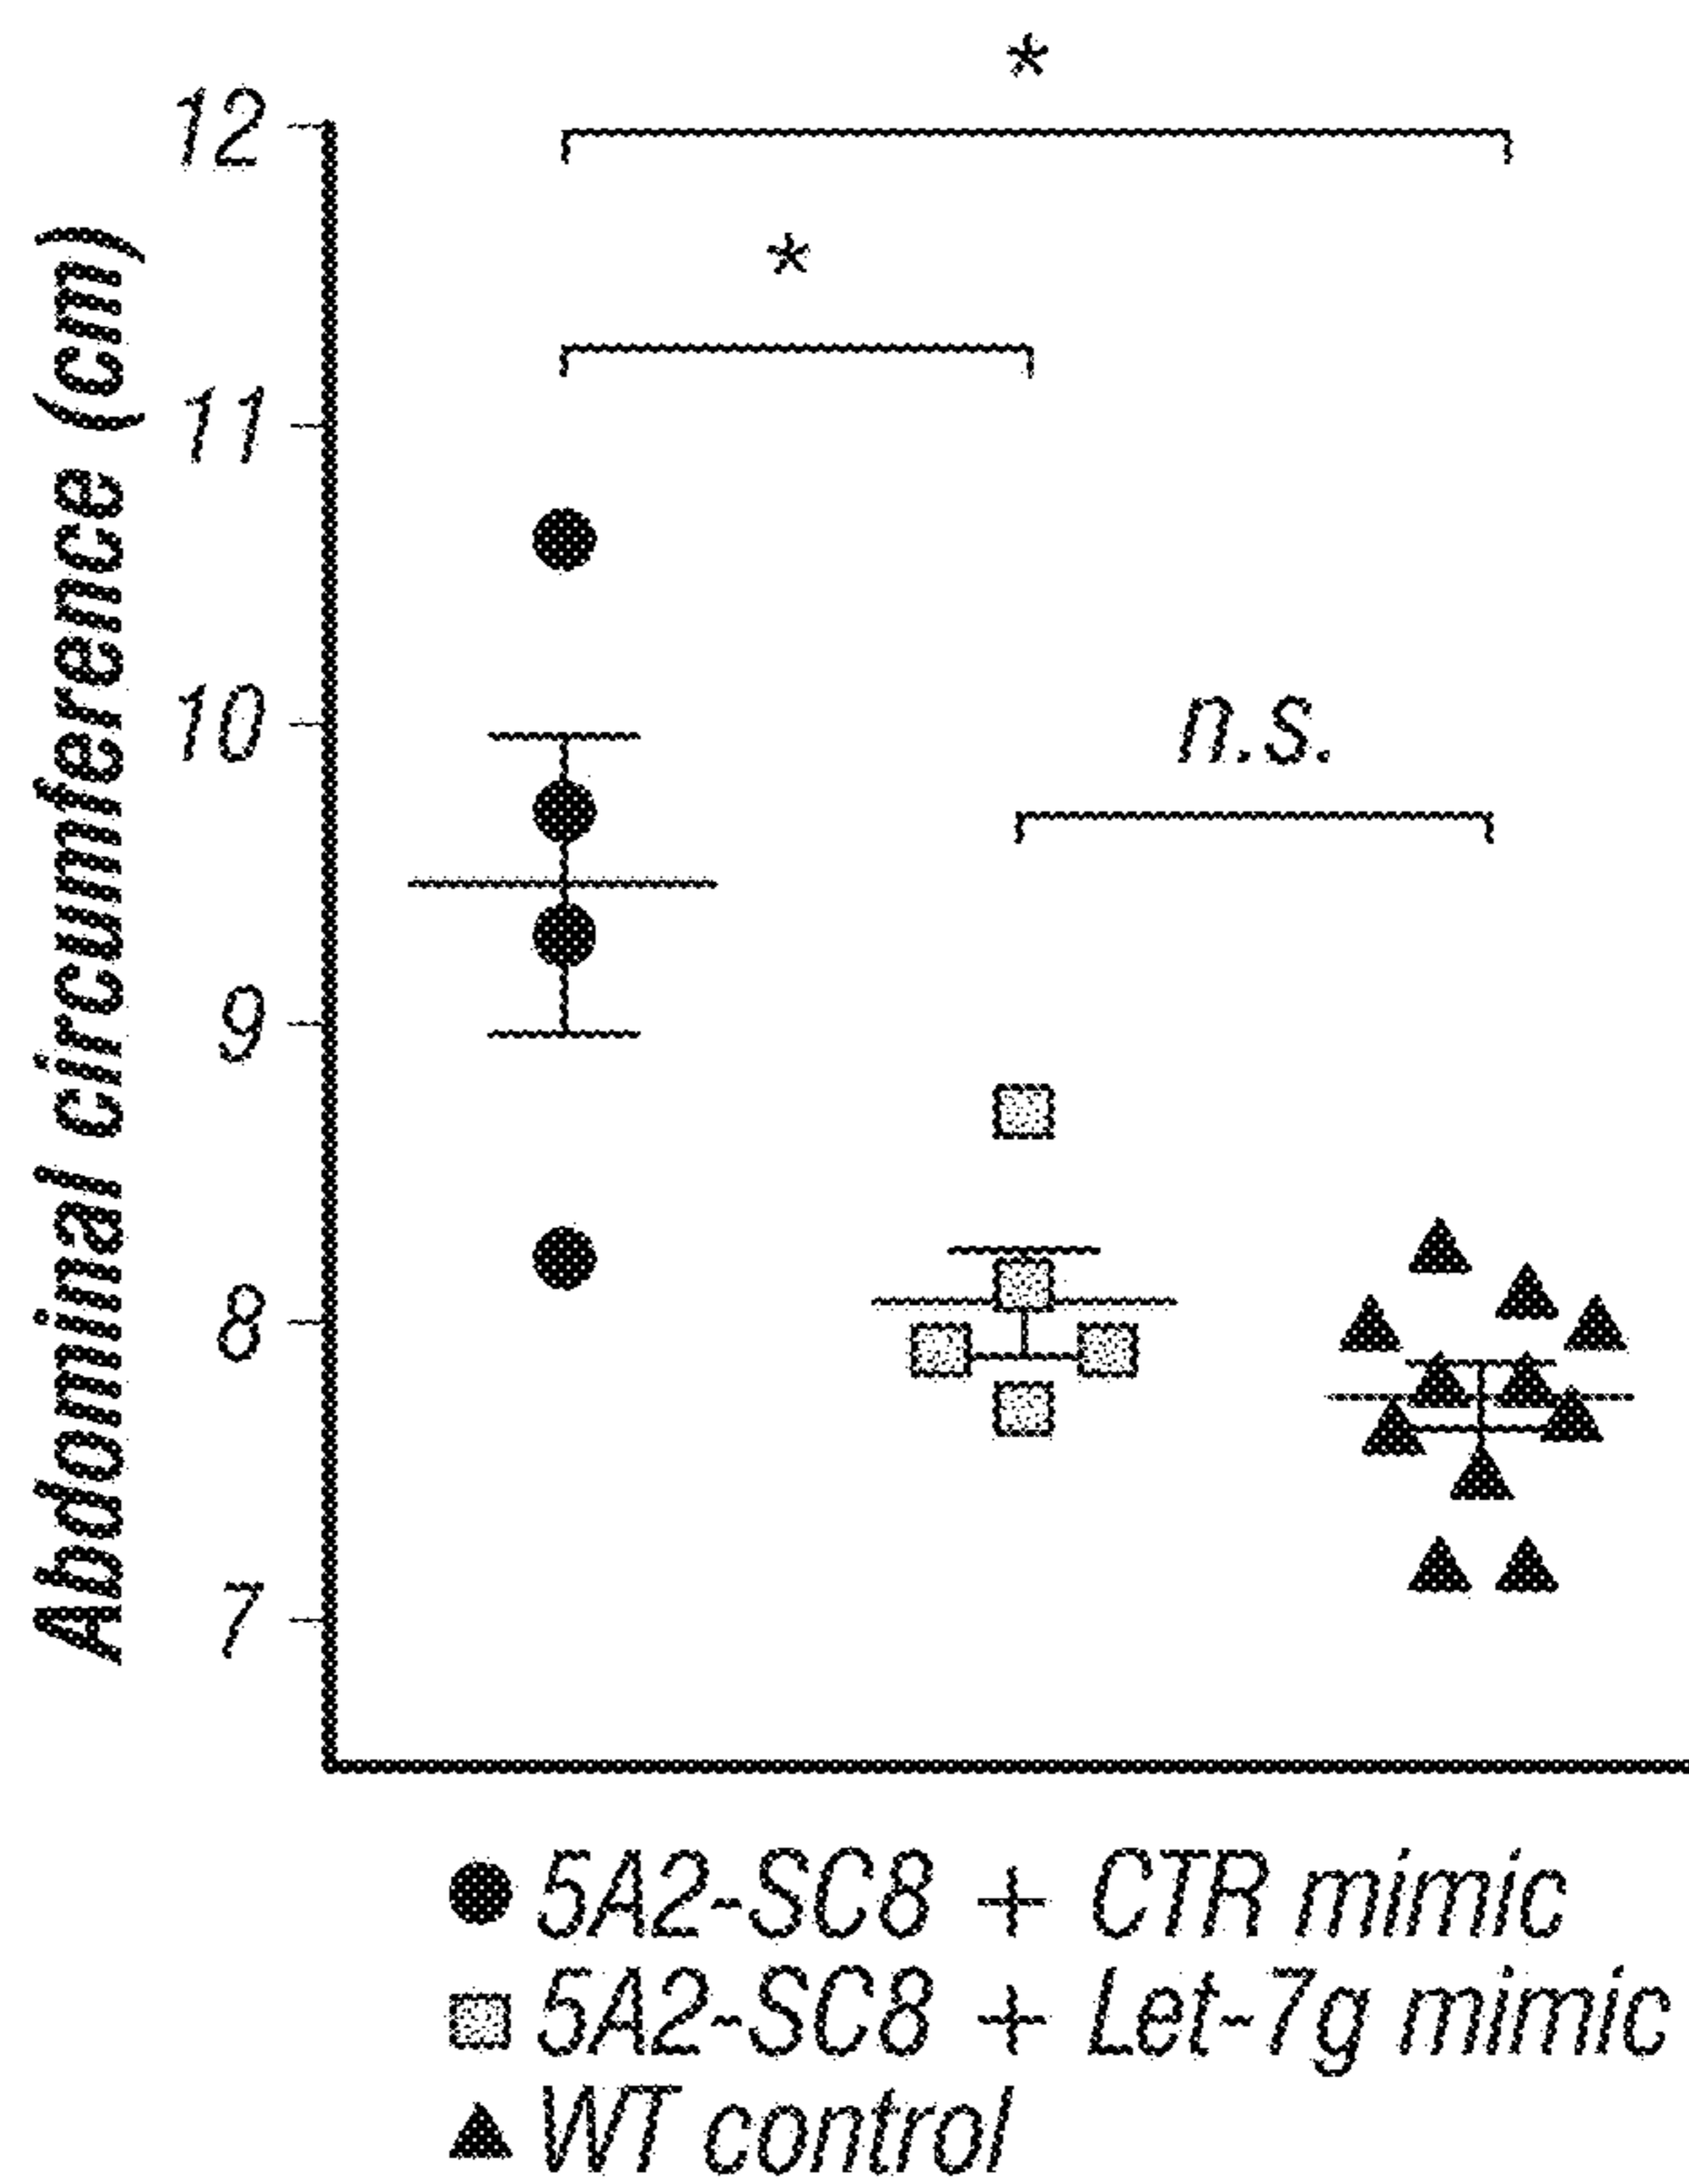 *
12
*
11
10
n.s.
9
8
7
Abdominal circumference (cm)
5A2-SC8 + CTR mimic
5A2-SC8 + Let-7g mimic
WT control